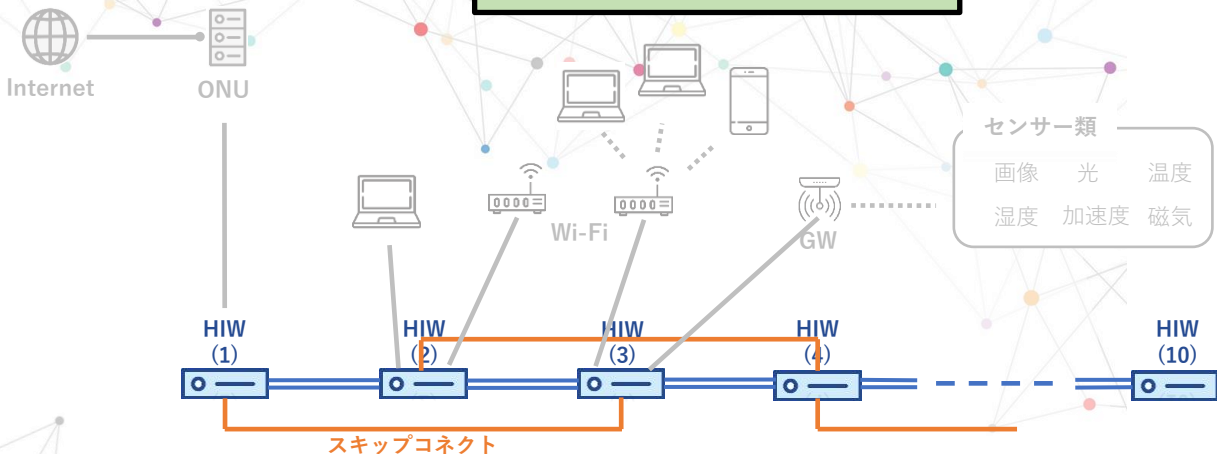 Internet
ONU
センサー類
画像 光 温度
湿度 加速度 磁気
Wi-Fi
GW
HIW
(1)
HIW
(2)
HIW
(3)
HIW
(4)
HIW
(10)
スキップコネクト